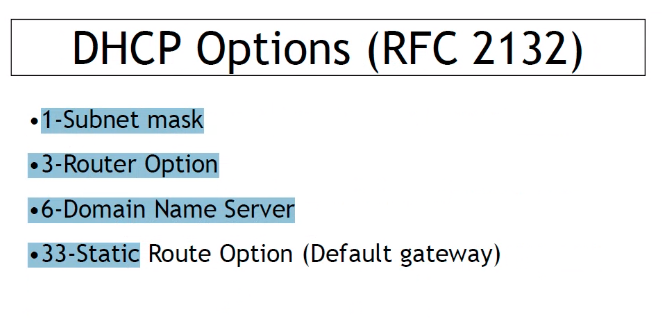 DHCP Options (RFC 2132)
•1-Subnet mask
•3-Router Option
•6-Domain Name Server
•33-Static Route Option (Default gateway)